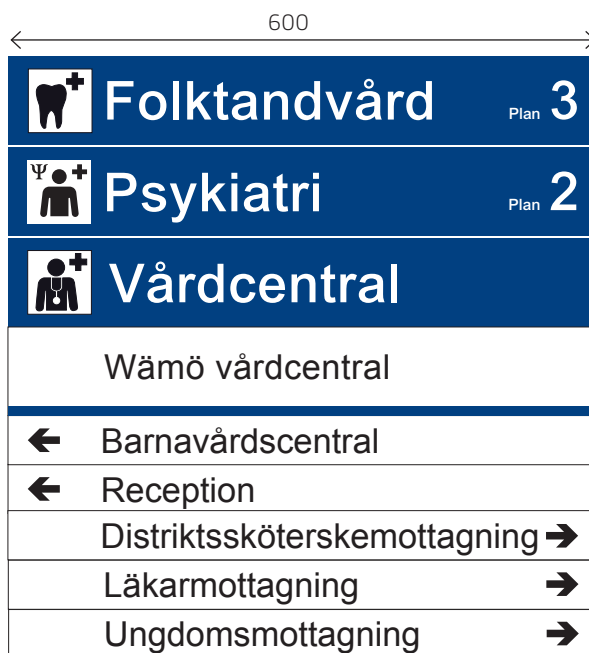 600
Folktandvård Plan 3
Ψ
Psykiatri Plan 2
Vårdcentral
Wämö vårdcentral
← Barnavårdscentral
← Reception
Distriktssköterskemottagning →
Läkarmottagning →
Ungdomsmottagning →